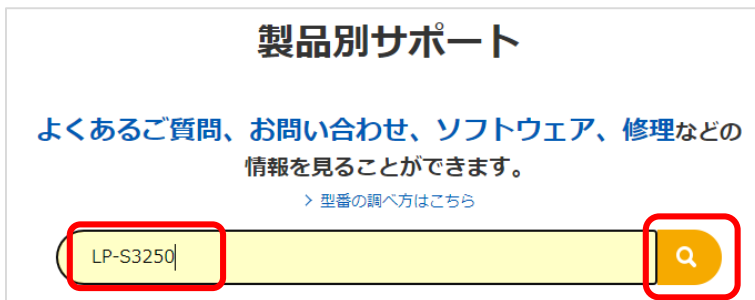 製品別サポート
よくあるご質問、お問い合わせ、ソフトウェア、修理などの
情報を見ることができます。
> 型番の調べ方はこちら
LP-S3250